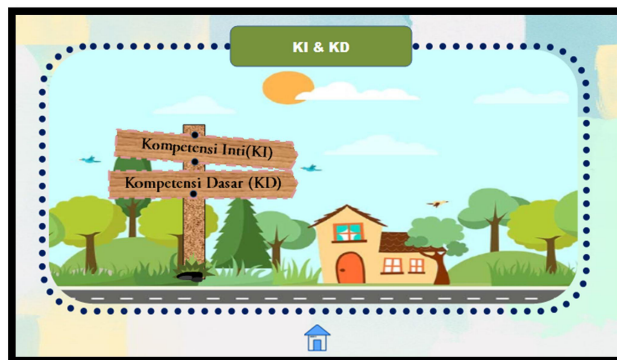 KI & KD
Kompetensi Inti(KI)
Kompetensi Dasar (KD)